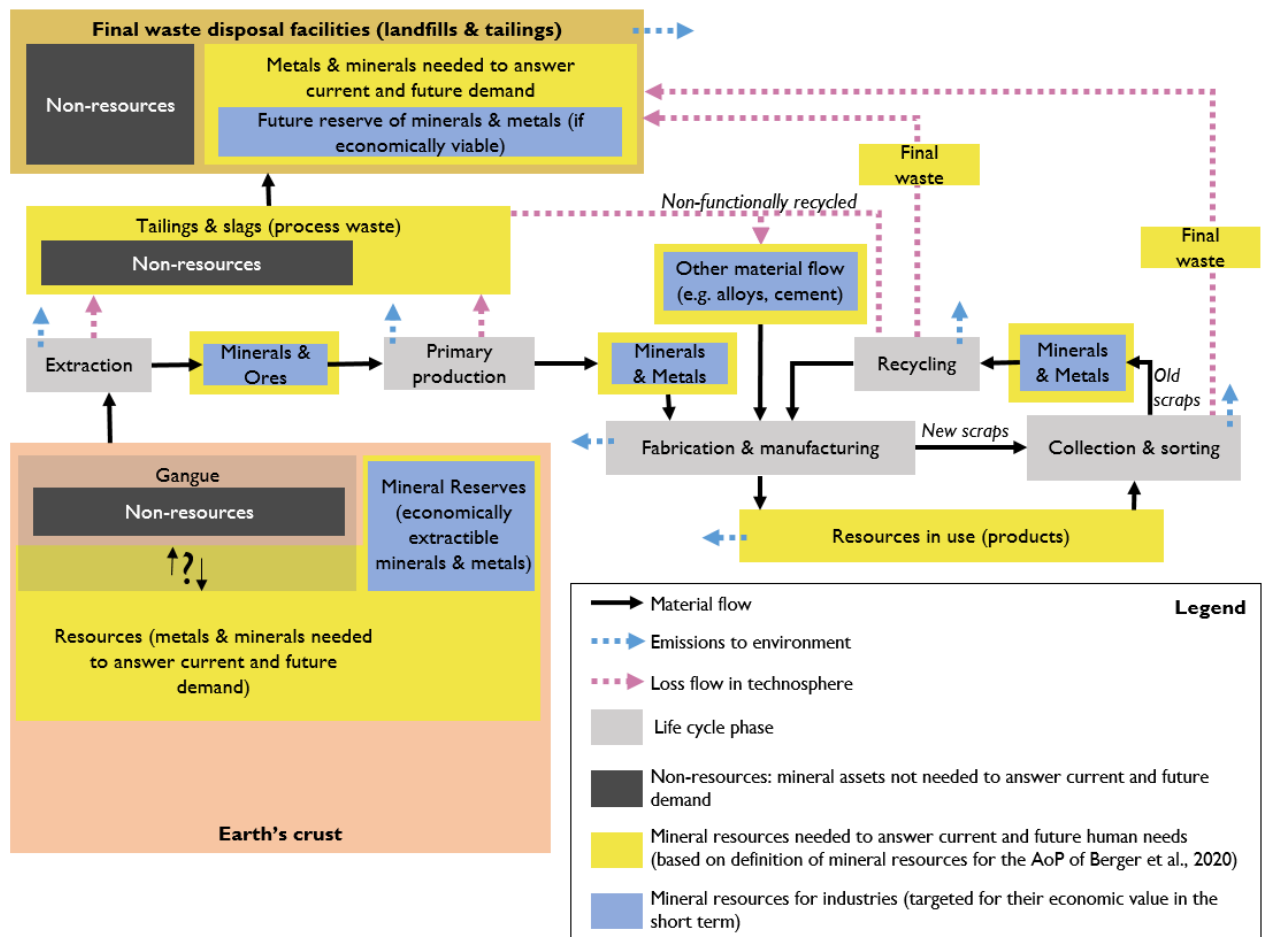 Final waste disposal facilities (landfills & tailings)
Non-resources
Metals & minerals needed to answer
current and future demand
Future reserve of minerals & metals (if
economically viable)
Final
waste
Non-functionally recycled
Tailings & slags (process waste)
Non-resources
Final
waste
Other material flow
(e.g. alloys, cement)
Extraction
Minerals &
Ores
Primary
production
Minerals
& Metals
Recycling
Minerals
& Metals
Old
scraps
Fabrication & manufacturing
New scraps
Collection & sorting
Gangue
Non-resources
Mineral Reserves
(economically
extractible
minerals & metals)
?
Resources in use (products)
Resources (metals & minerals needed
to answer current and future
demand)
Earth's crust
Legend
Material flow
Emissions to environment
Loss flow in technosphere
Life cycle phase
Non-resources: mineral assets not needed to answer current and future
demand
Mineral resources needed to answer current and future human needs
(based on definition of mineral resources for the AoP of Berger et al., 2020)
Mineral resources for industries (targeted for their economic value in the
short term)